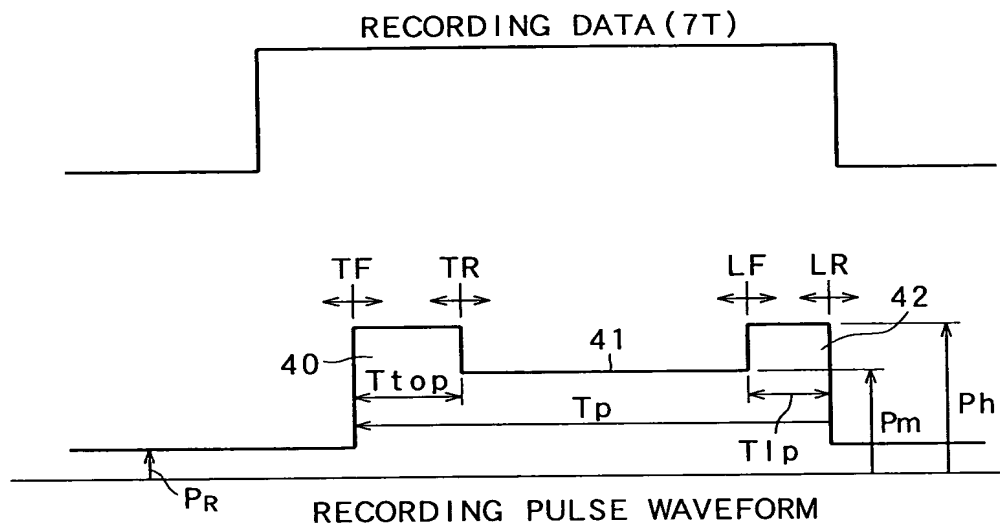 RECORDING DATA(7T)
TF TR LF LR
42
40 41
Ttop
Tp
Tlp Pm Ph
PR
RECORDING PULSE WAVEFORM